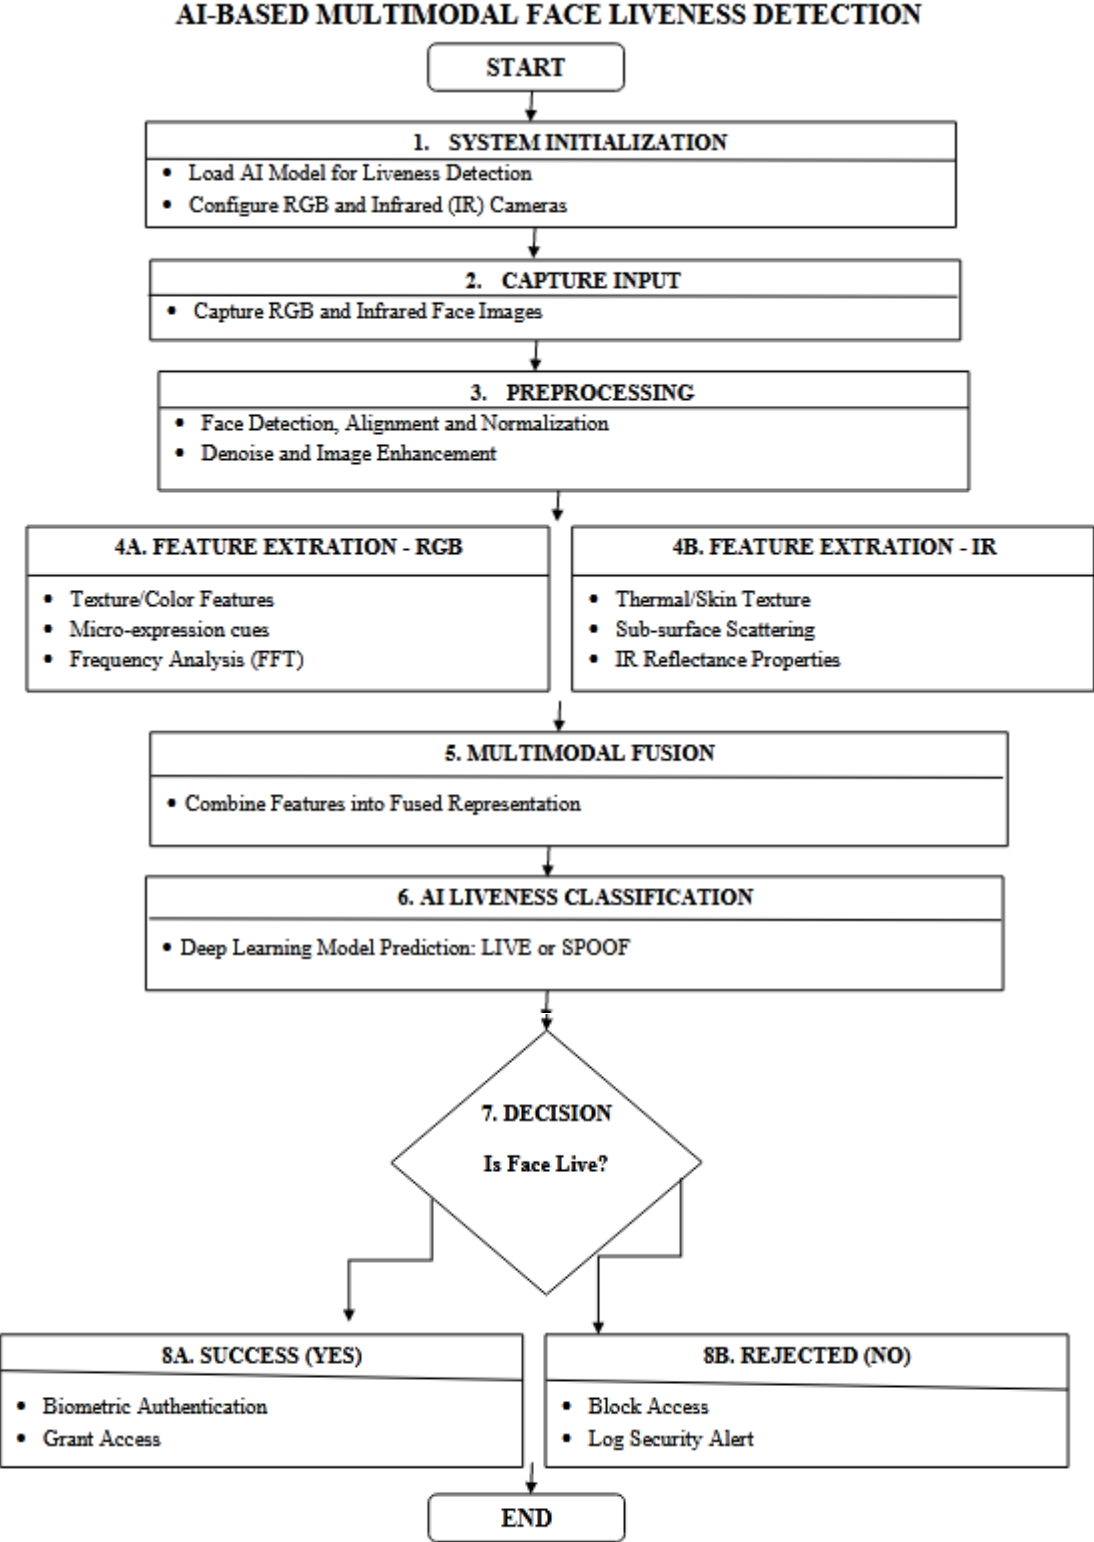 AI-BASED MULTIMODAL FACE LIVENESS DETECTION
START
1. SYSTEM INITIALIZATION
• Load AI Model for Liveness Detection
• Configure RGB and Infrared (IR) Cameras
2. CAPTURE INPUT
• Capture RGB and Infrared Face Images
3. PREPROCESSING
• Face Detection, Alignment and Normalization
• Denoise and Image Enhancement
4A. FEATURE EXTRATION - RGB
• Texture/Color Features
• Micro-expression cues
• Frequency Analysis (FFT)
4B. FEATURE EXTRATION - IR
• Thermal/Skin Texture
• Sub-surface Scattering
• IR Reflectance Properties
5. MULTIMODAL FUSION
• Combine Features into Fused Representation
6. AI LIVENESS CLASSIFICATION
• Deep Learning Model Prediction: LIVE or SPOOF
7. DECISION
Is Face Live?
8A. SUCCESS (YES)
• Biometric Authentication
• Grant Access
8B. REJECTED (NO)
• Block Access
• Log Security Alert
END